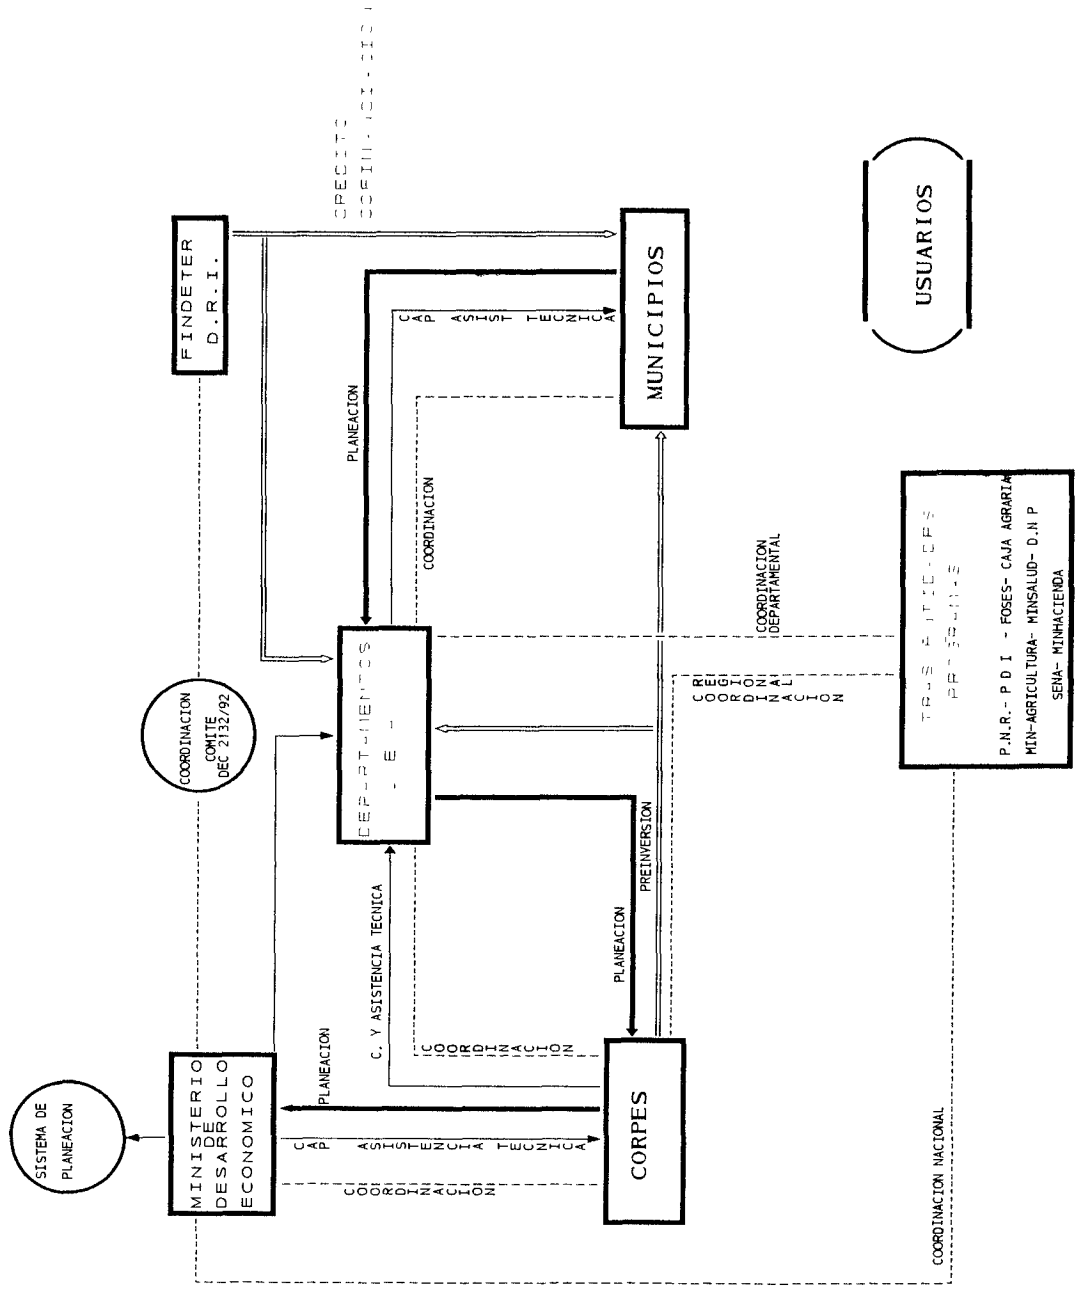 SISTEMA DE
PLANEACION
MINISTERIO
DE
DESARROLLO
ECONOMICO
COORDINACION
COMITE
DEC 2132/92
FINDETER
D.R.I.
CREDITO
PLANEACION
CAP ASISTENCIA TECNICA
COORDINACION
C. Y ASISTENCIA TECNICA
COORDINACION
- E -
PLANEACION
CAP ASIST TECNICA
COORDINACION
CORPES
PLANEACION
PREINVERSION
MUNICIPIOS
COORDINACION
REGIONAL
COORDINACION
DEPARTAMENTAL
COORDINACION NACIONAL
P.N.R.- P D I - FOSES- CAJA AGRARIA
MIN-AGRICULTURA- MINSALUD- D.N P
SENA- MINHACIENDA
USUARIOS